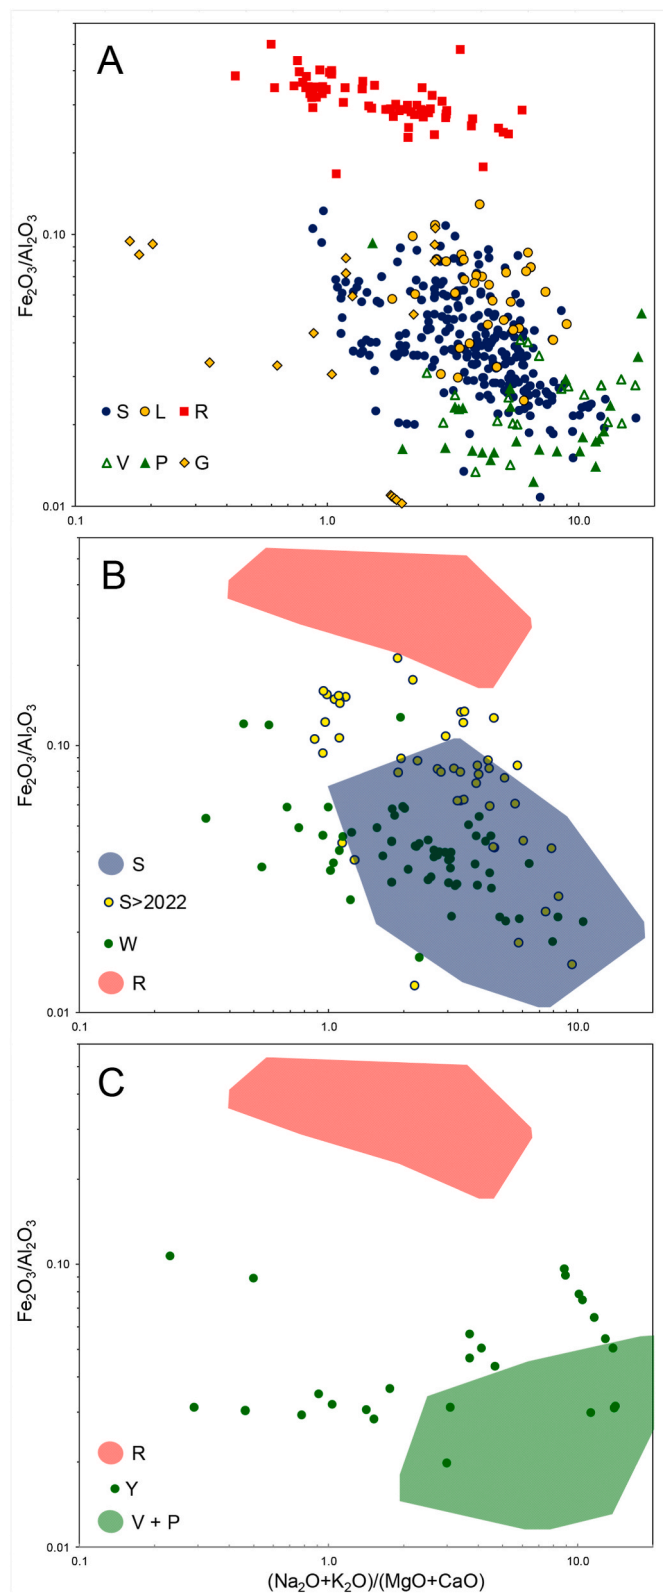 A
Fe₂O₃/Al₂O₃
0.10
0.01
S L R
V P G
0.1 1.0 10.0
B
Fe₂O₃/Al₂O₃
0.10
0.01
S
S>2022
W
R
0.1 1.0 10.0
C
Fe₂O₃/Al₂O₃
0.10
0.01
R
Y
V + P
0.1 1.0 10.0
(Na₂O+K₂O)/(MgO+CaO)